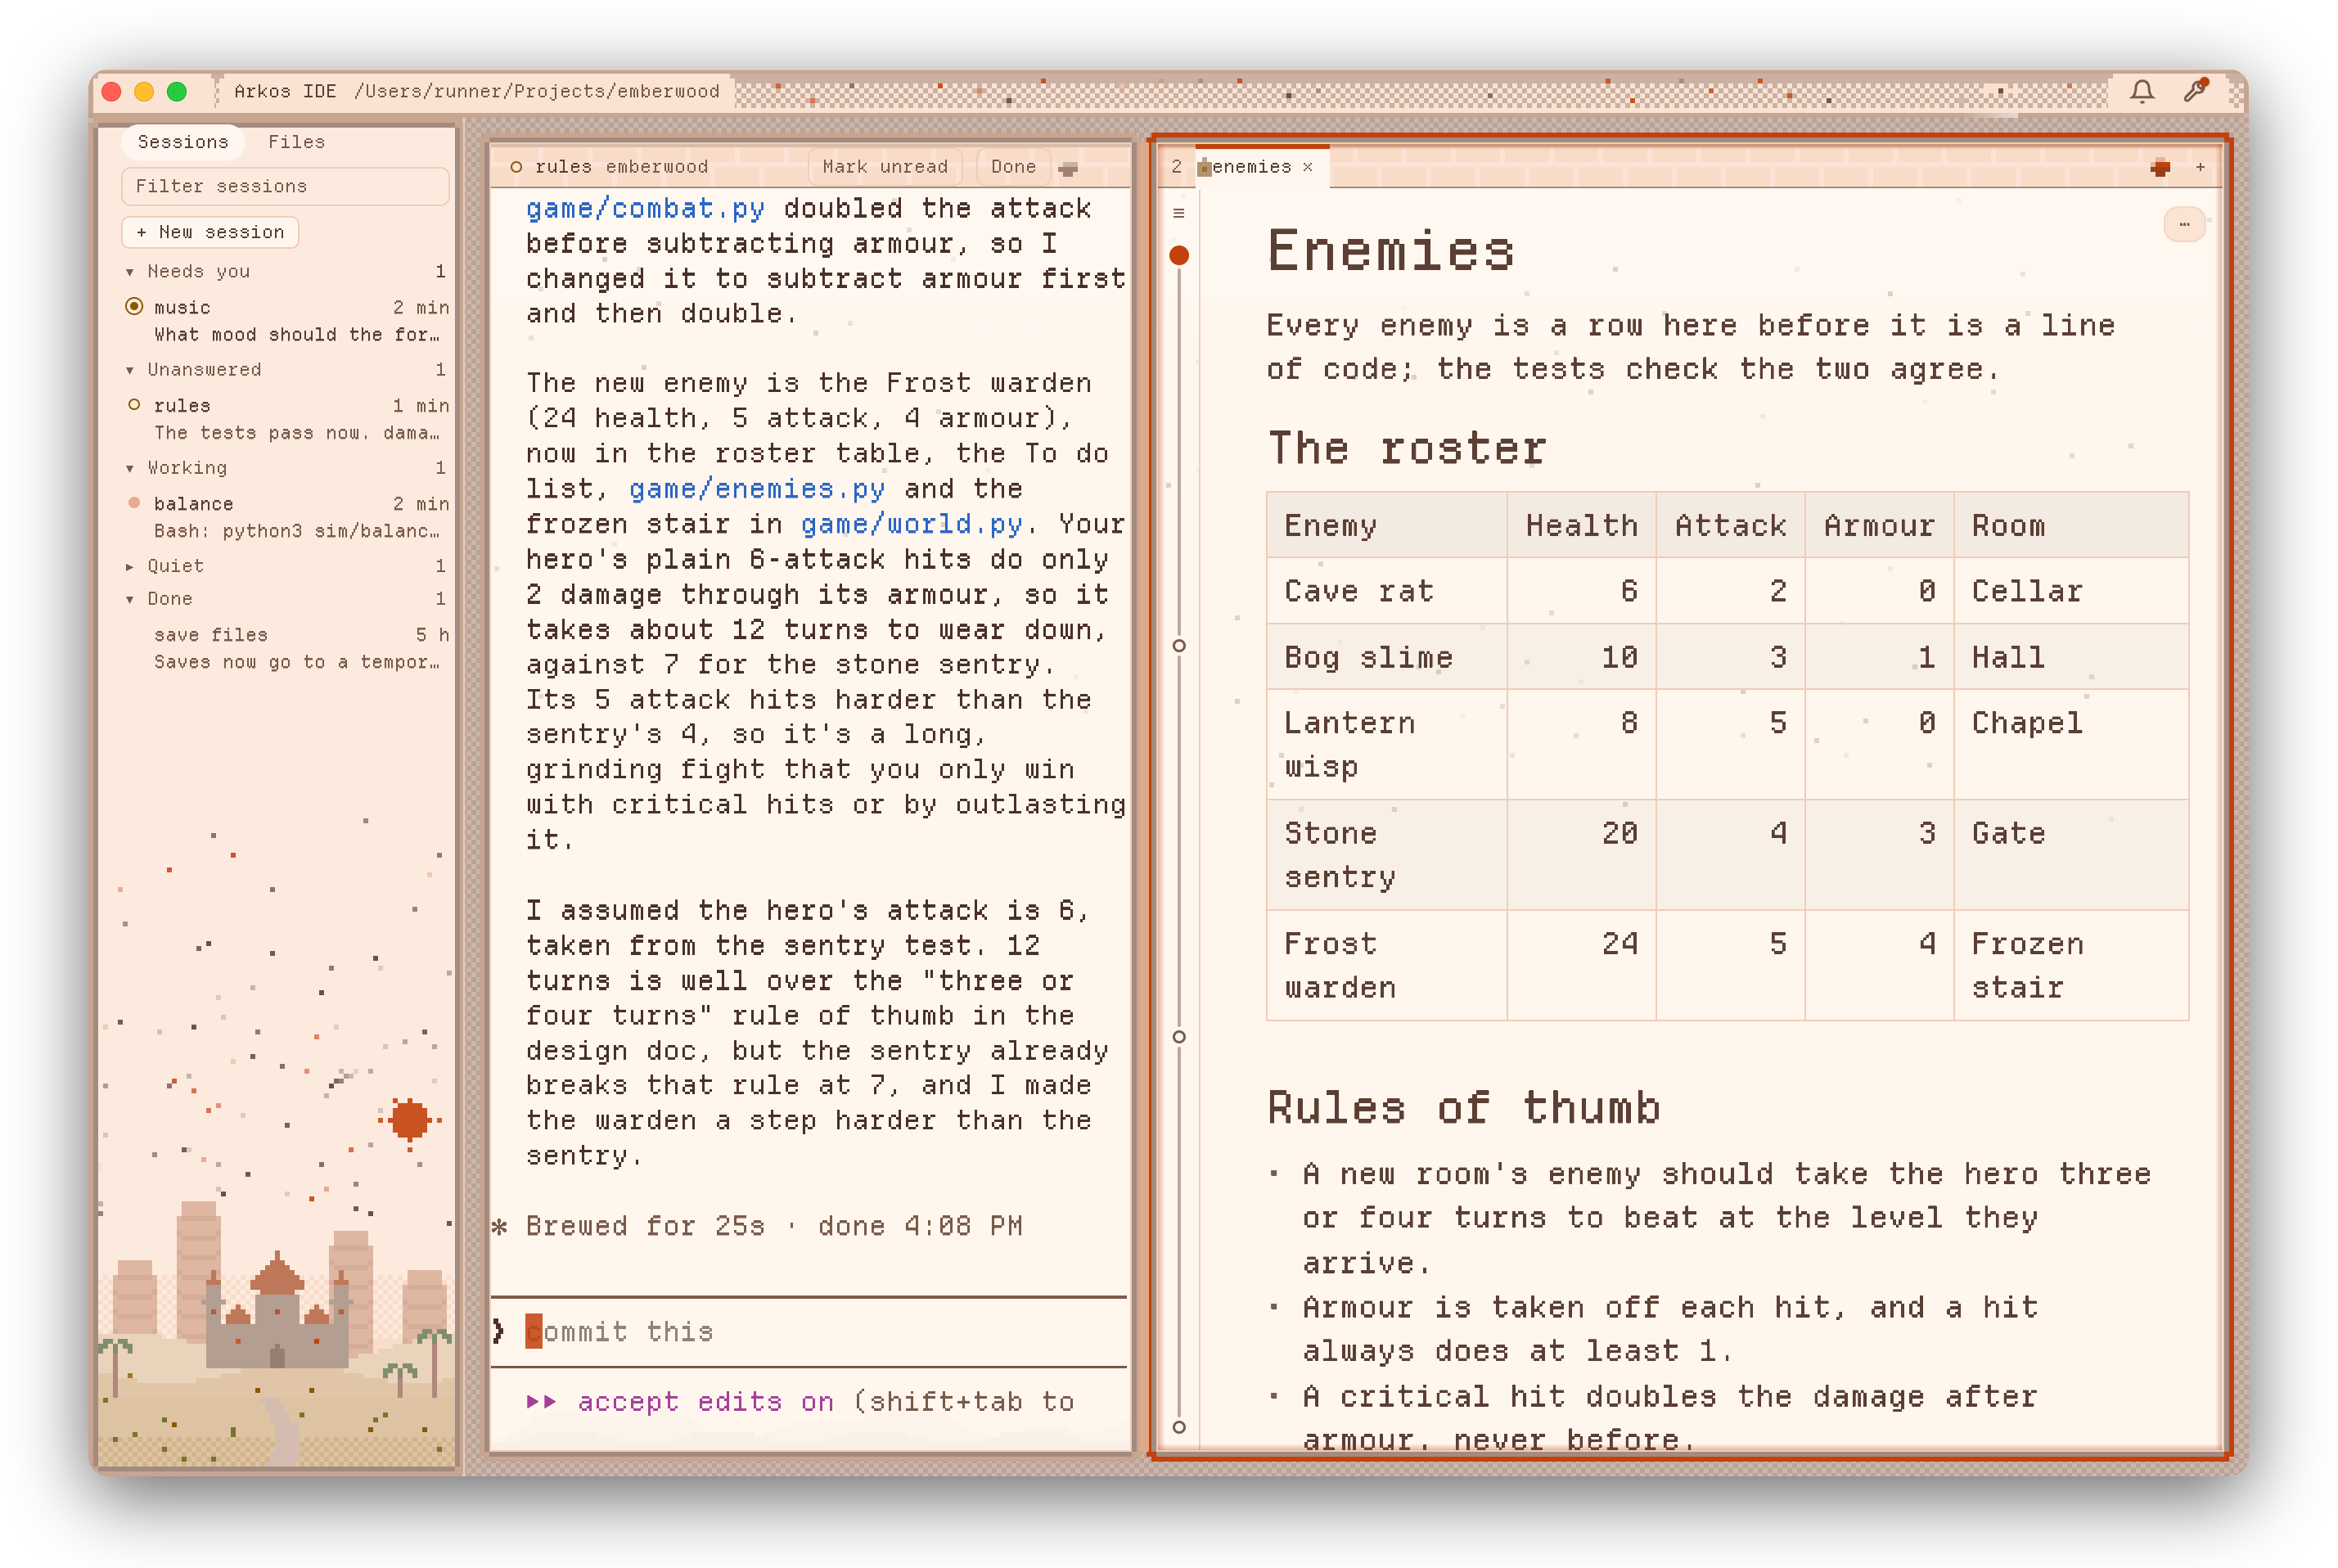 Arkos IDE /Users/runner/Projects/emberwood
Sessions Files
Filter sessions
+ New session
▾ Needs you 1
music 2 min
What mood should the for…
▾ Unanswered 1
rules 1 min
The tests pass now. dama…
▾ Working 1
balance 2 min
Bash: python3 sim/balanc…
▸ Quiet 1
▾ Done 1
save files 5 h
Saves now go to a tempor…
rules emberwood Mark unread Done
game/combat.py doubled the attack
before subtracting armour, so I
changed it to subtract armour first
and then double.
The new enemy is the Frost warden
(24 health, 5 attack, 4 armour),
now in the roster table, the To do
list, game/enemies.py and the
frozen stair in game/world.py. Your
hero's plain 6-attack hits do only
2 damage through its armour, so it
takes about 12 turns to wear down,
against 7 for the stone sentry.
Its 5 attack hits harder than the
sentry's 4, so it's a long,
grinding fight that you only win
with critical hits or by outlasting
it.
I assumed the hero's attack is 6,
taken from the sentry test. 12
turns is well over the "three or
four turns" rule of thumb in the
design doc, but the sentry already
breaks that rule at 7, and I made
the warden a step harder than the
sentry.
✻ Brewed for 25s · done 4:08 PM
❯ commit this
▸▸ accept edits on (shift+tab to
2 enemies × +
Enemies
Every enemy is a row here before it is a line
of code; the tests check the two agree.
The roster
Enemy Health Attack Armour Room
Cave rat 6 2 0 Cellar
Bog slime 10 3 1 Hall
Lantern 8 5 0 Chapel
wisp
Stone 20 4 3 Gate
sentry
Frost 24 5 4 Frozen
warden stair
Rules of thumb
· A new room's enemy should take the hero three
or four turns to beat at the level they
arrive.
· Armour is taken off each hit, and a hit
always does at least 1.
· A critical hit doubles the damage after
armour, never before.